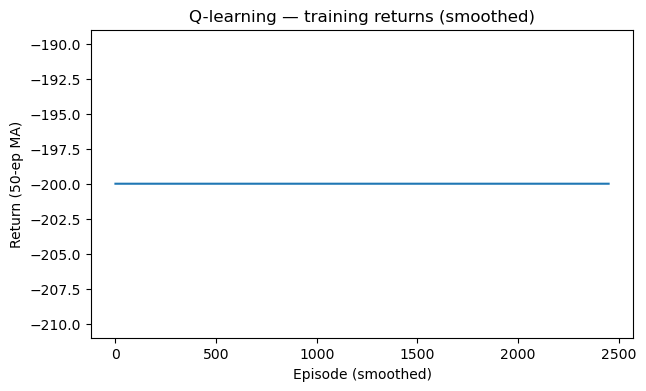 Q-learning — training returns (smoothed)
Return (50-ep MA)
−190.0
−192.5
−195.0
−197.5
−200.0
−202.5
−205.0
−207.5
−210.0
0 500 1000 1500 2000 2500
Episode (smoothed)